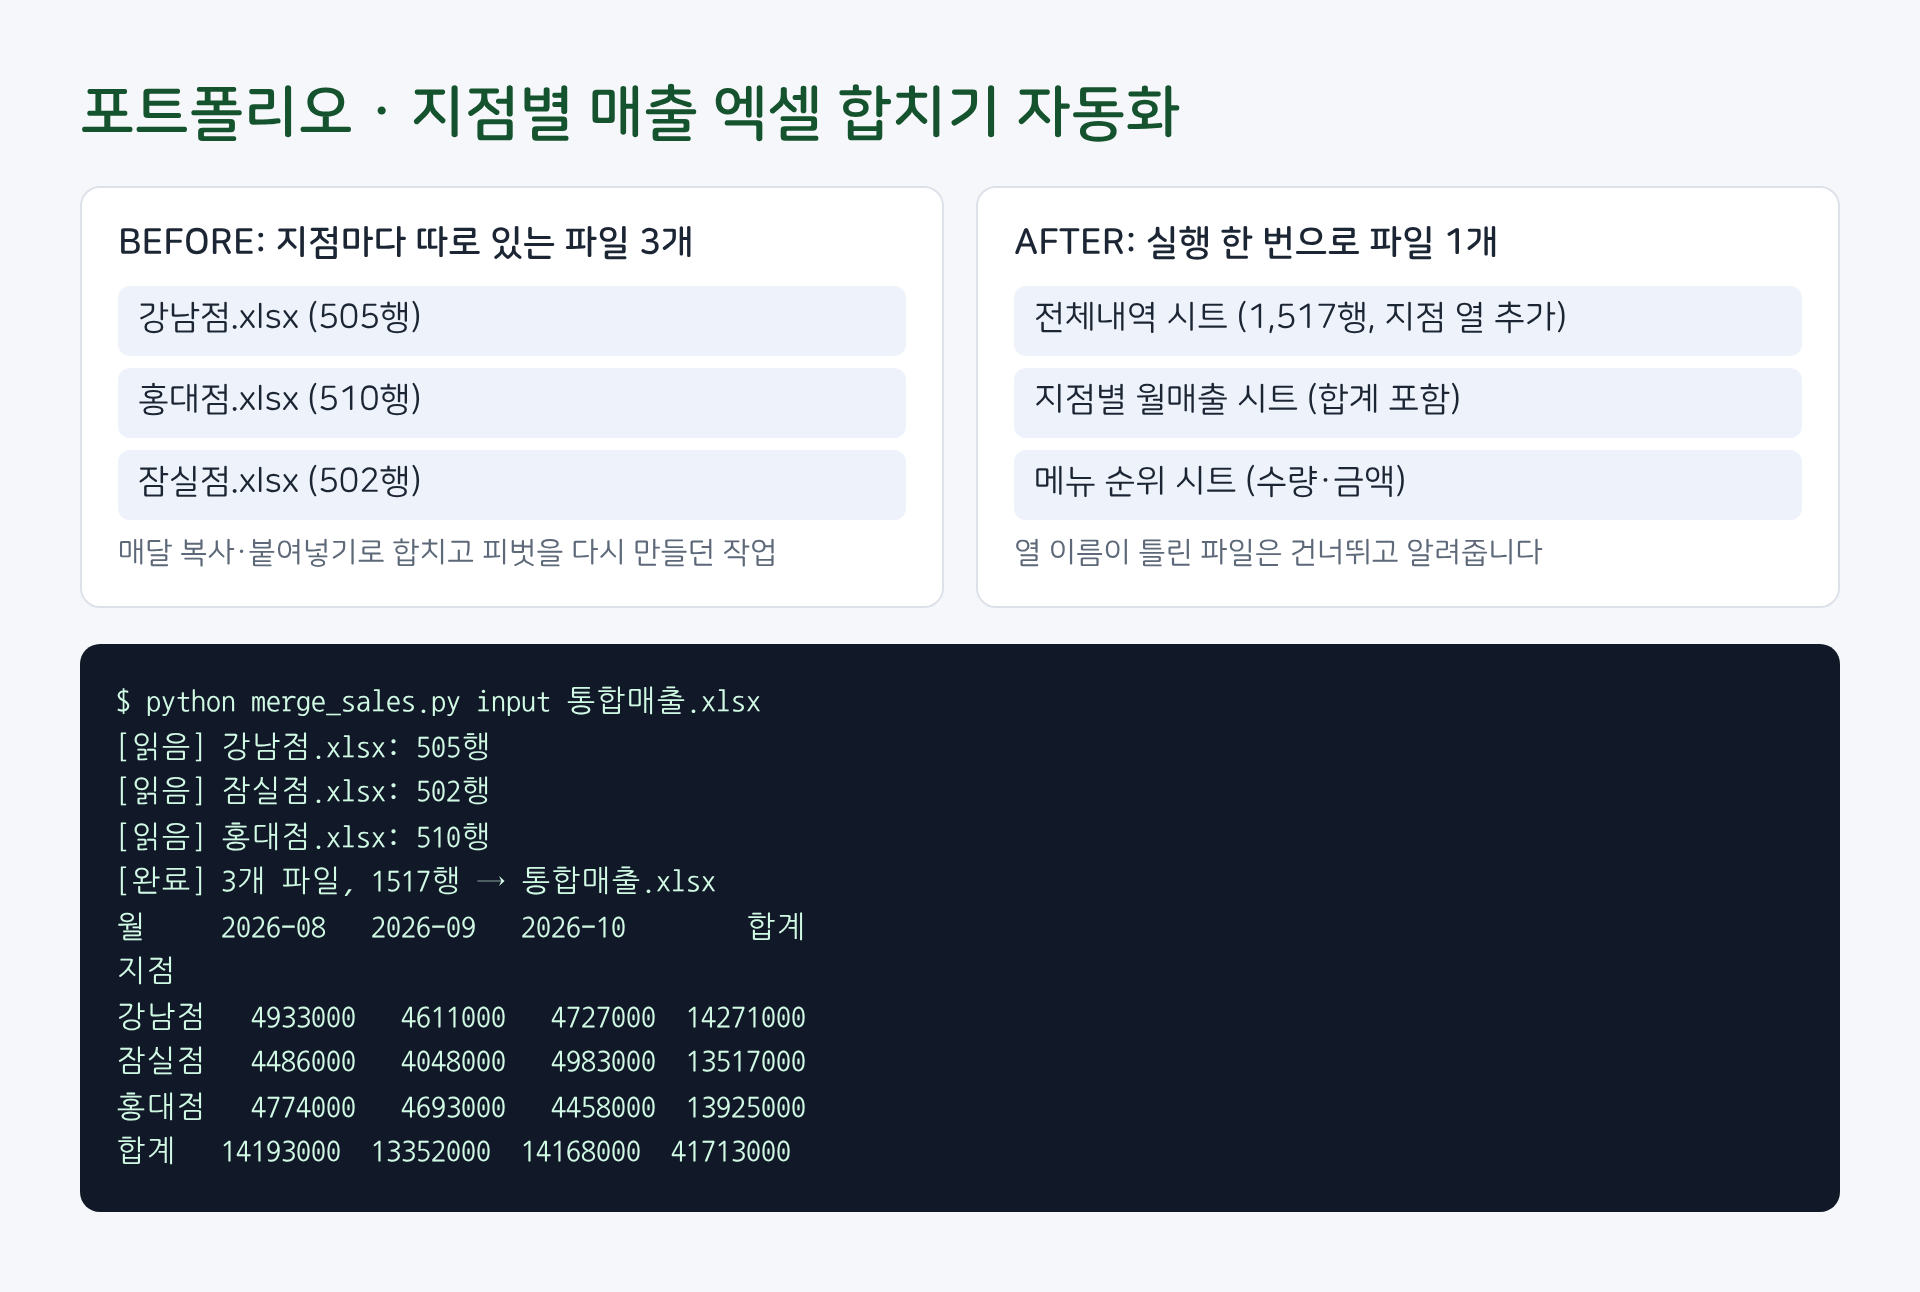 포트폴리오 · 지점별 매출 엑셀 합치기 자동화
BEFORE: 지점마다 따로 있는 파일 3개
강남점.xlsx (505행)
홍대점.xlsx (510행)
잠실점.xlsx (502행)
매달 복사·붙여넣기로 합치고 피벗을 다시 만들던 작업
AFTER: 실행 한 번으로 파일 1개
전체내역 시트 (1,517행, 지점 열 추가)
지점별 월매출 시트 (합계 포함)
메뉴 순위 시트 (수량·금액)
열 이름이 틀린 파일은 건너뛰고 알려줍니다
$ python merge_sales.py input 통합매출.xlsx
[읽음] 강남점.xlsx: 505행
[읽음] 잠실점.xlsx: 502행
[읽음] 홍대점.xlsx: 510행
[완료] 3개 파일, 1517행 → 통합매출.xlsx
월 2026-08 2026-09 2026-10 합계
지점
강남점 4933000 4611000 4727000 14271000
잠실점 4486000 4048000 4983000 13517000
홍대점 4774000 4693000 4458000 13925000
합계 14193000 13352000 14168000 41713000